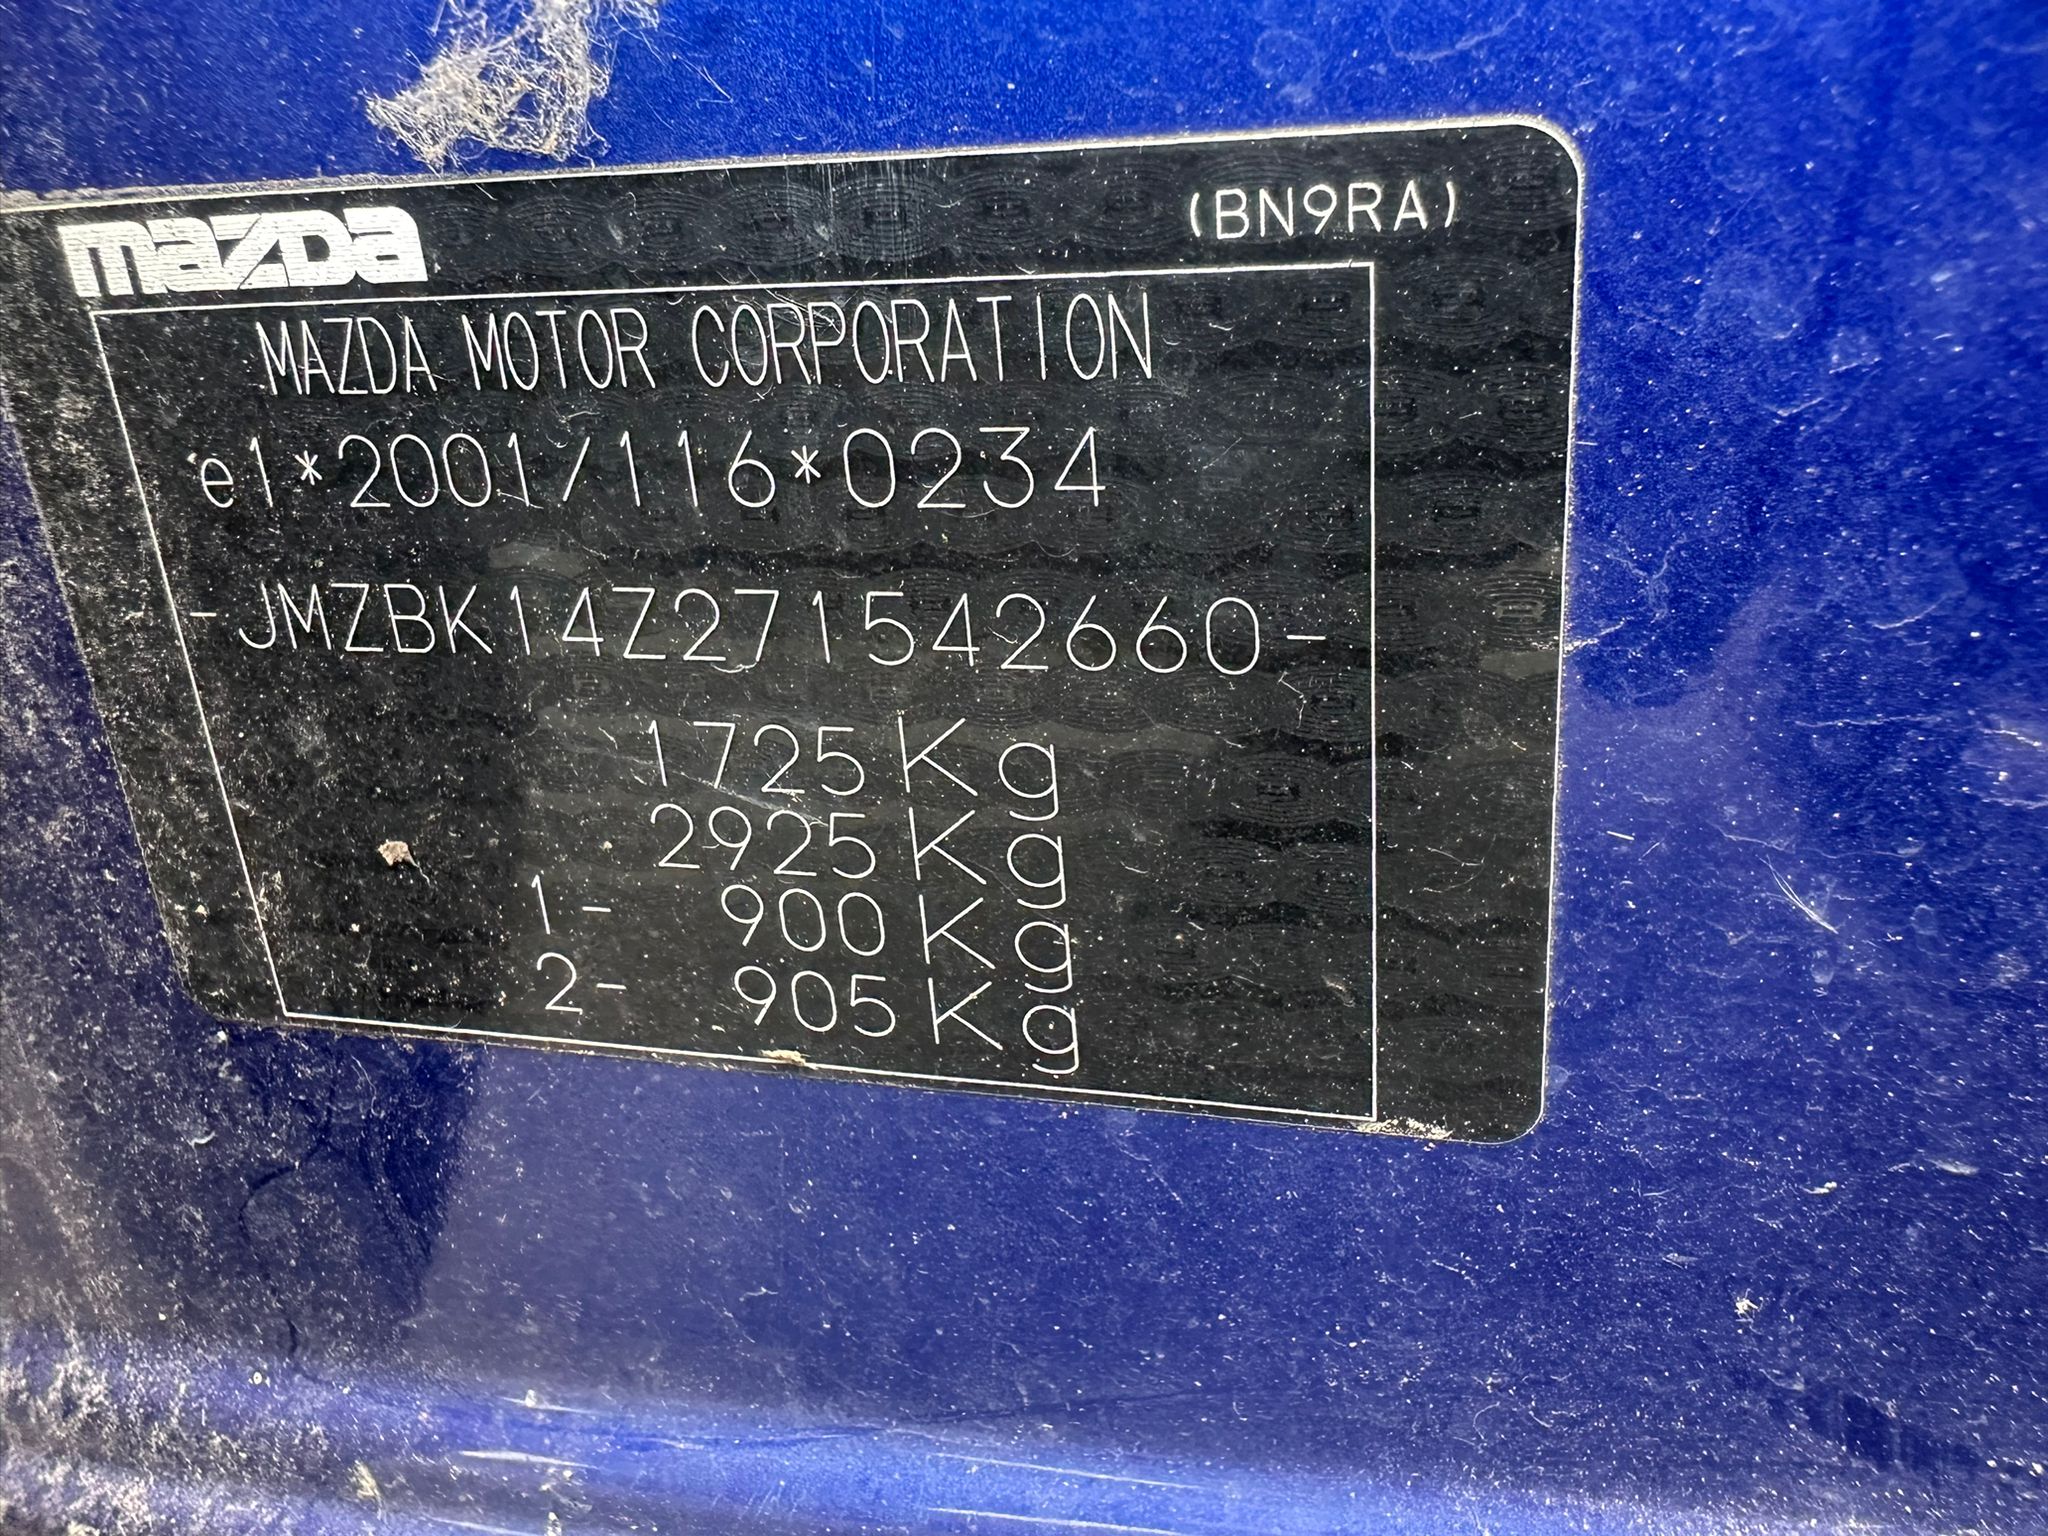 mazda
(BN9RA)
MAZDA MOTOR CORPORATION
e1*2001/116*0234
-JMZBK14Z271542660-
1725Kg
2925Kg
1- 900Kg
2- 905Kg